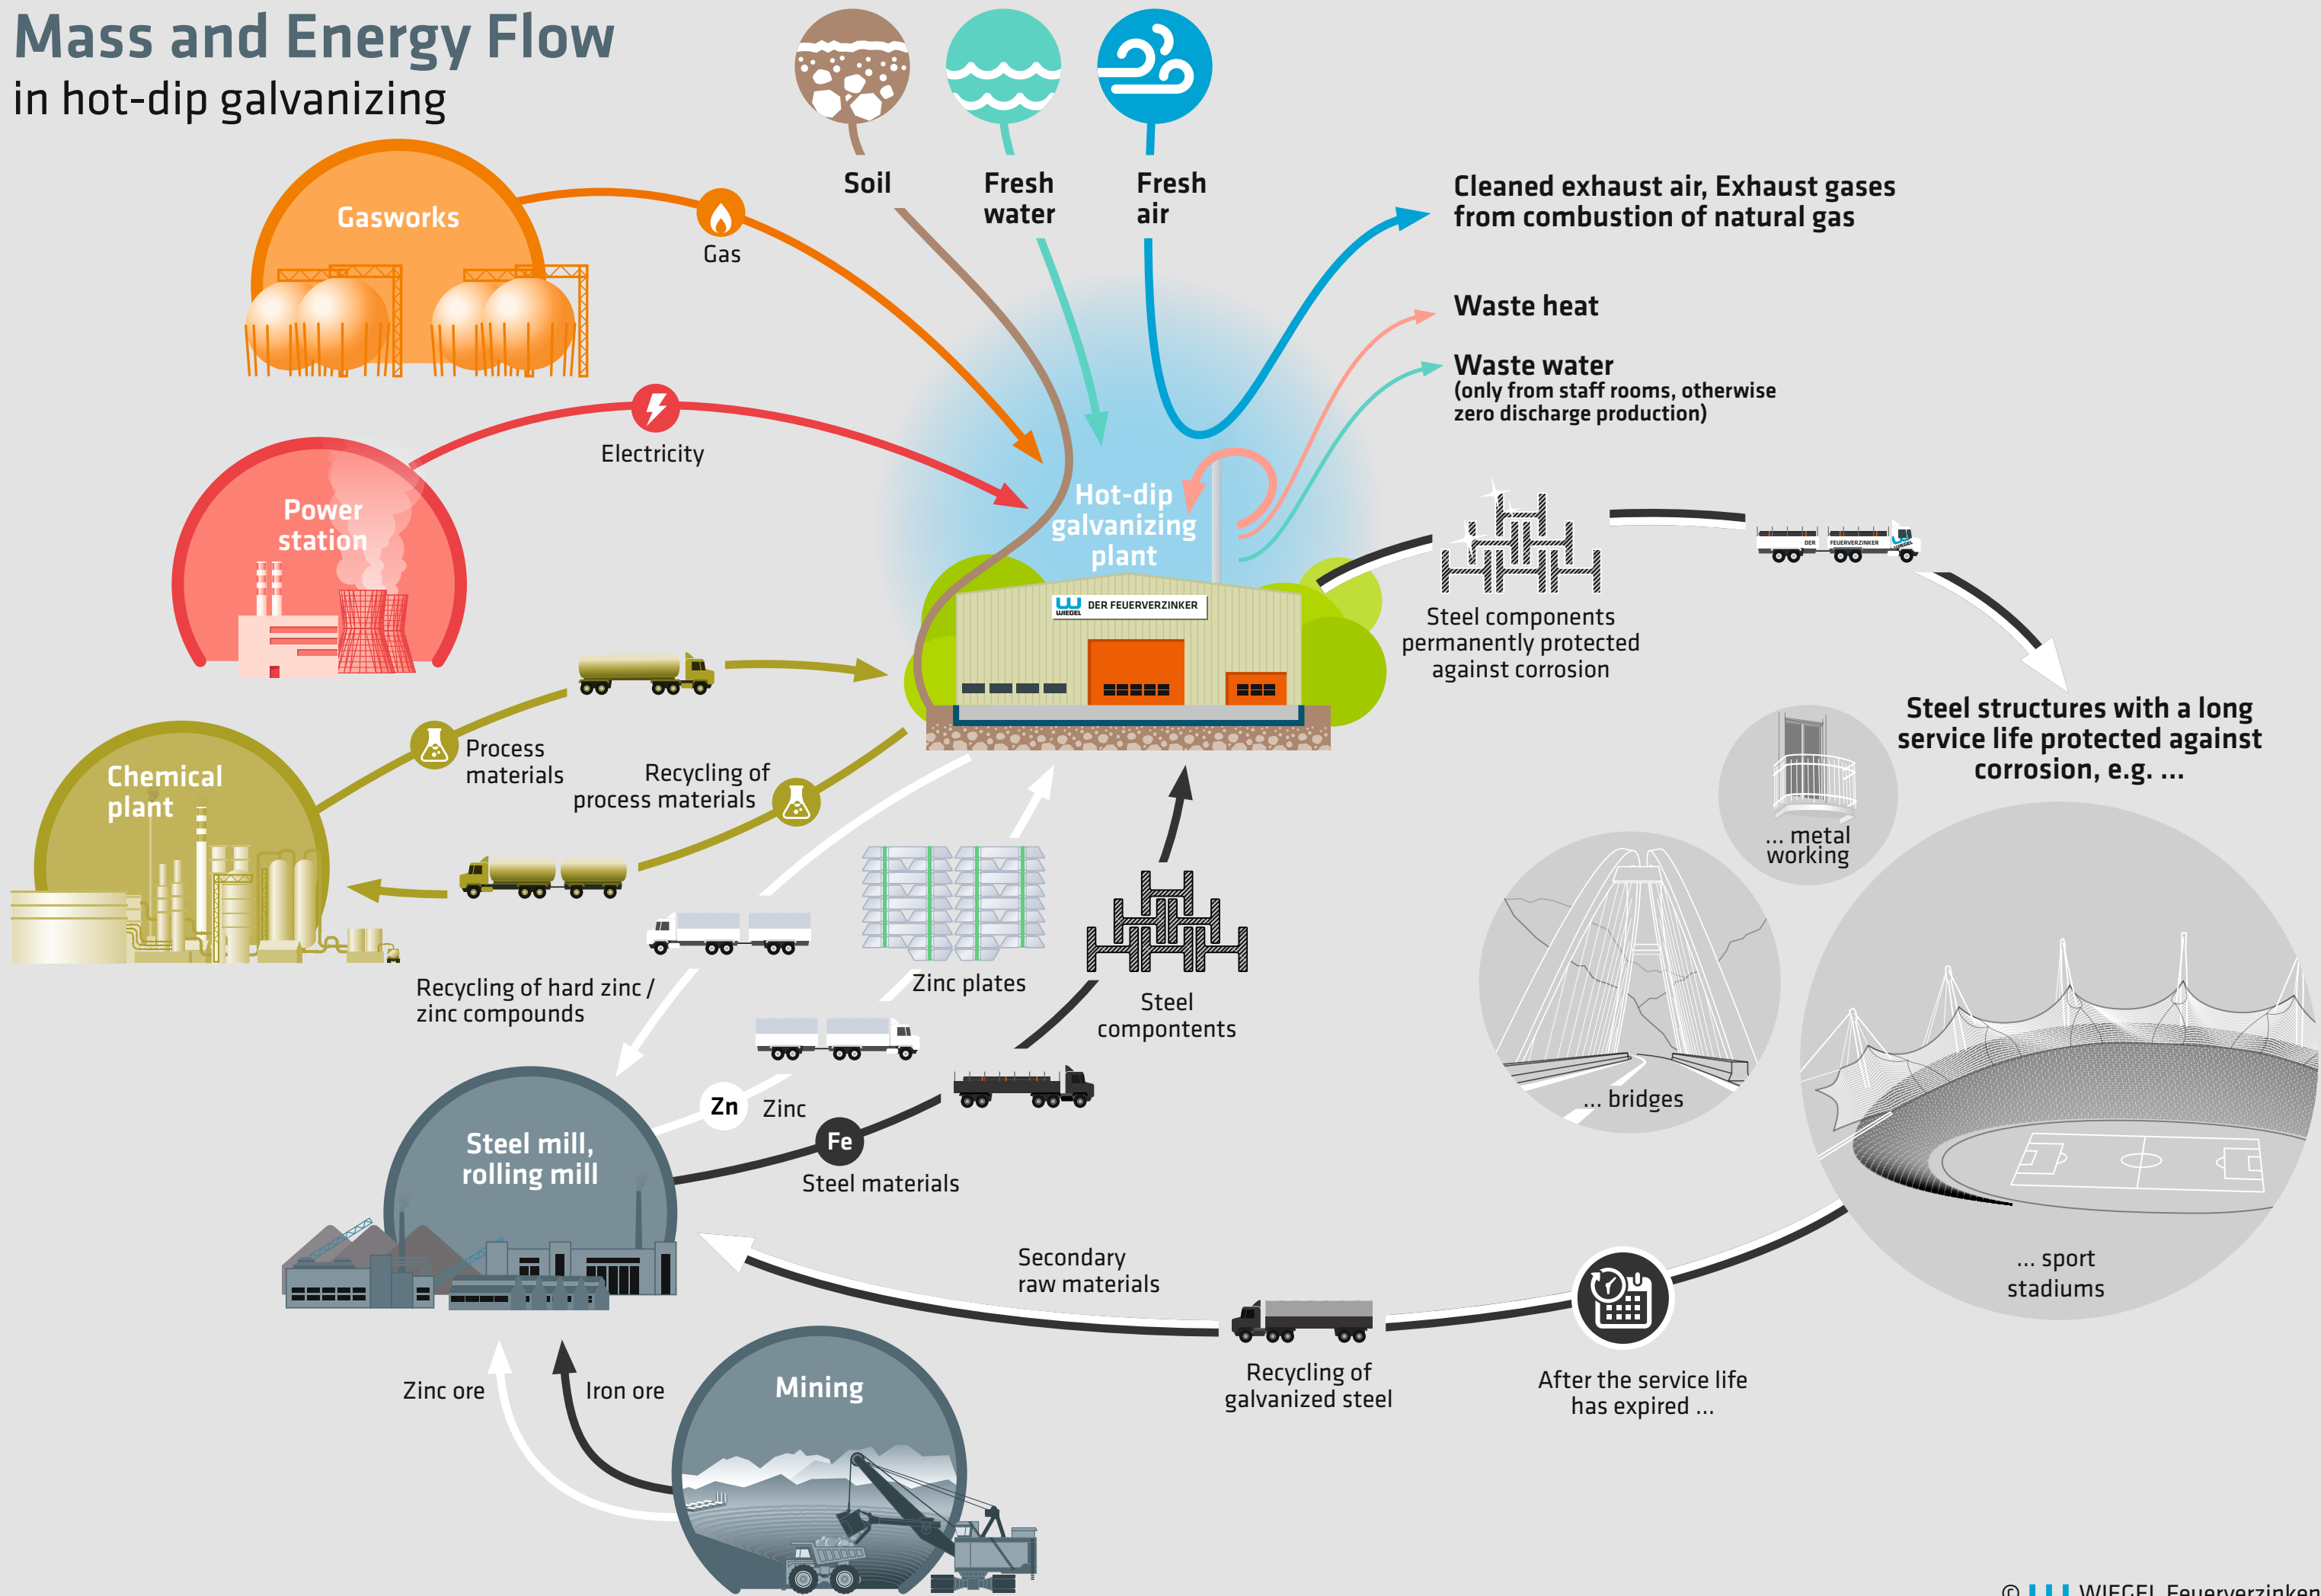 Mass and Energy Flow
in hot-dip galvanizing
Soil
Fresh
water
Fresh
air
Cleaned exhaust air, Exhaust gases
from combustion of natural gas
Waste heat
Waste water
(only from staff rooms, otherwise
zero discharge production)
Gasworks
Gas
Electricity
Power
station
Hot-dip
galvanizing
plant
WIEGEL
DER FEUERVERZINKER
Steel components
permanently protected
against corrosion
DER FEUERVERZINKER
WIEGEL
Steel structures with a long
service life protected against
corrosion, e.g. ...
... metal
working
... bridges
... sport
stadiums
Chemical
plant
Process
materials
Recycling of
process materials
Recycling of hard zinc /
zinc compounds
Zinc plates
Steel
compontents
Zn
Zinc
Fe
Steel materials
Steel mill,
rolling mill
Secondary
raw materials
Recycling of
galvanized steel
After the service life
has expired ...
Zinc ore
Iron ore
Mining
© WIEGEL Feuerverzinken